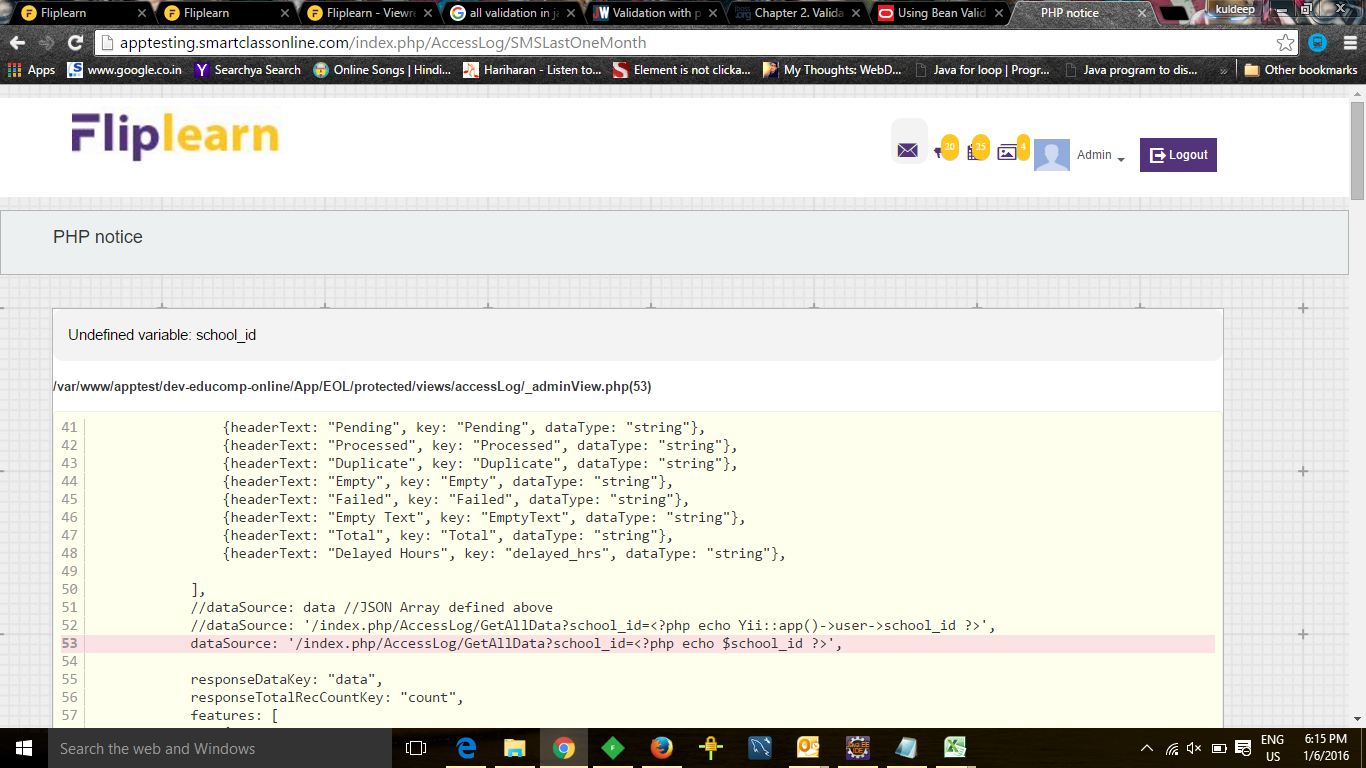 Fliplearn
Fliplearn
Fliplearn - Viewre
all validation in ja
Validation with p
Chapter 2. Valida
Using Bean Valid
PHP notice
kuldeep
apptesting.smartclassonline.com/index.php/AccessLog/SMSLastOneMonth
Apps
www.google.co.in
Searchya Search
Online Songs | Hindi...
Hariharan - Listen to...
Element is not clicka...
My Thoughts: WebD...
Java for loop | Progr...
Java program to dis...
»
Other bookmarks
Fliplearn
20
25
4
Admin
Logout
PHP notice
Undefined variable: school_id
/var/www/apptest/dev-educomp-online/App/EOL/protected/views/accessLog/_adminView.php(53)
41 {headerText: "Pending", key: "Pending", dataType: "string"},
42 {headerText: "Processed", key: "Processed", dataType: "string"},
43 {headerText: "Duplicate", key: "Duplicate", dataType: "string"},
44 {headerText: "Empty", key: "Empty", dataType: "string"},
45 {headerText: "Failed", key: "Failed", dataType: "string"},
46 {headerText: "Empty Text", key: "EmptyText", dataType: "string"},
47 {headerText: "Total", key: "Total", dataType: "string"},
48 {headerText: "Delayed Hours", key: "delayed_hrs", dataType: "string"},
49
50 ],
51 //dataSource: data //JSON Array defined above
52 //dataSource: '/index.php/AccessLog/GetAllData?school_id=<?php echo Yii::app()->user->school_id ?>',
53 dataSource: '/index.php/AccessLog/GetAllData?school_id=<?php echo $school_id ?>',
54
55 responseDataKey: "data",
56 responseTotalRecCountKey: "count",
57 features: [
Search the web and Windows
ENG
US
6:15 PM
1/6/2016